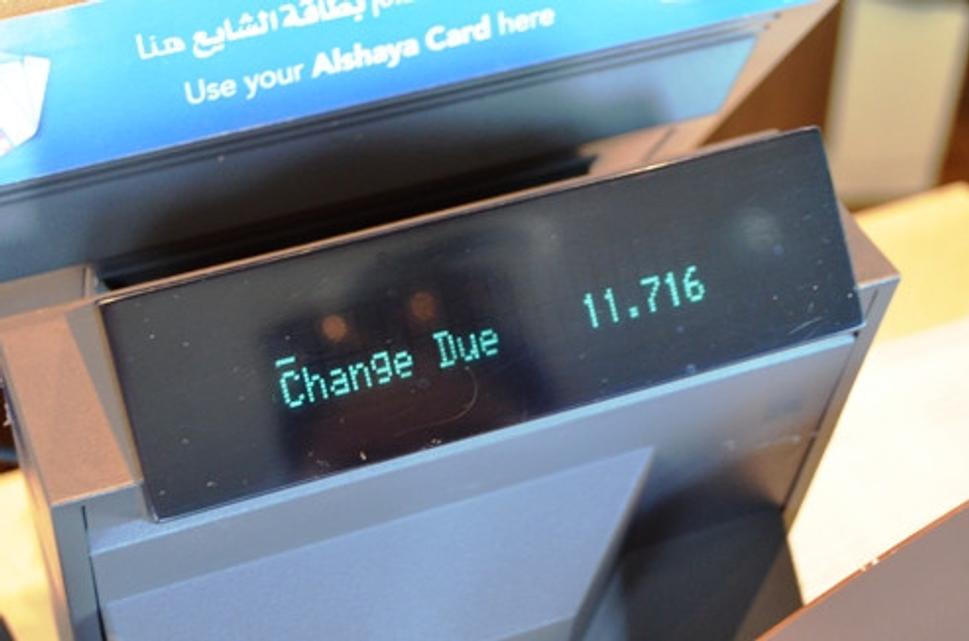 بطاقة الشايع هنا
Use your Alshaya Card here
Change Due 11.716